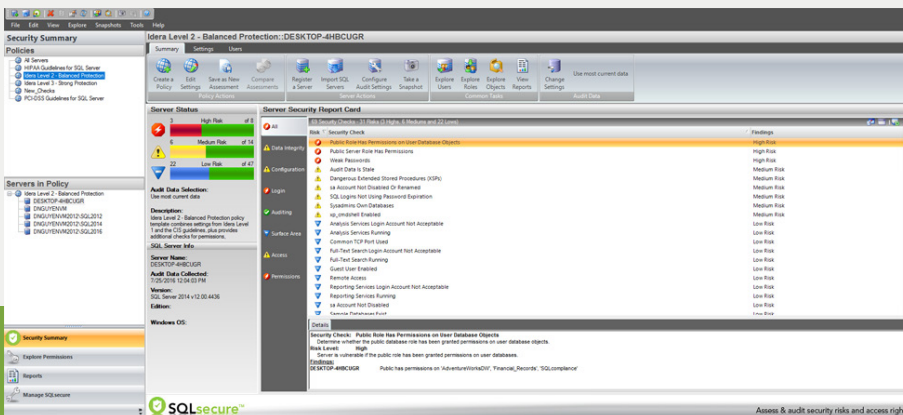 File Edit View Explore Snapshots Tools Help
Security Summary
Policies
All Servers
HIPAA Guidelines for SQL Server
Idera Level 2 - Balanced Protection
Idera Level 3 - Strong Protection
New_Checks
PCI-DSS Guidelines for SQL Server
Servers in Policy
Idera Level 2 - Balanced Protection
DESKTOP-4HBCUGR
DNGUYENVM
DNGUYENVM2012\SQL2012
DNGUYENVM2012\SQL2014
DNGUYENVM2012\SQL2016
Security Summary
Explore Permissions
Reports
Manage SQLsecure
Idera Level 2 - Balanced Protection::DESKTOP-4HBCUGR
Summary Settings Users
Create a Policy
Edit Settings
Save as New Assessment
Compare Assessments
Policy Actions
Register a Server
Import SQL Servers
Configure Audit Settings
Take a Snapshot
Server Actions
Explore Users
Explore Roles
Explore Objects
View Reports
Common Tasks
Change Settings
Use most current data
Audit Data
Server Status
3 High Risk of 8
6 Medium Risk of 14
22 Low Risk of 47
Audit Data Selection:
Use most current data
Description:
Idera Level 2 - Balanced Protection policy
template combines settings from Idera Level
1 and the CIS guidelines, plus provides
additional checks for permissions.
SQL Server Info
Server Name:
DESKTOP-4HBCUGR
Audit Data Collected:
7/25/2016 12:04:03 PM
Version:
SQL Server 2014 v12.00.4436
Edition:
Windows OS:
Server Security Report Card
All
Data Integrity
Configuration
Login
Auditing
Surface Area
Access
Permissions
69 Security Checks - 31 Risks (3 Highs, 6 Mediums and 22 Lows)
Risk Security Check Findings
Public Role Has Permissions on User Database Objects High Risk
Public Server Role Has Permissions High Risk
Weak Passwords High Risk
Audit Data Is Stale Medium Risk
Dangerous Extended Stored Procedures (XSPs) Medium Risk
sa Account Not Disabled Or Renamed Medium Risk
SQL Logins Not Using Password Expiration Medium Risk
Sysadmins Own Databases Medium Risk
xp_cmdshell Enabled Medium Risk
Analysis Services Login Account Not Acceptable Low Risk
Analysis Services Running Low Risk
Common TCP Port Used Low Risk
Full-Text Search Login Account Not Acceptable Low Risk
Full-Text Search Running Low Risk
Guest User Enabled Low Risk
Remote Access Low Risk
Reporting Services Login Account Not Acceptable Low Risk
Reporting Services Running Low Risk
sa Account Not Disabled Low Risk
Sample Databases Exist Low Risk
Details
Security Check: Public Role Has Permissions on User Database Objects
Determine whether the public database role has been granted permissions on user database objects.
Risk Level: High
Server is vulnerable if the public role has been granted permissions on user databases.
Findings:
DESKTOP-4HBCUGR Public has permissions on 'AdventureWorksDW', 'Financial_Records', 'SQLcompliance'
SQLsecure™
Assess & audit security risks and access righ